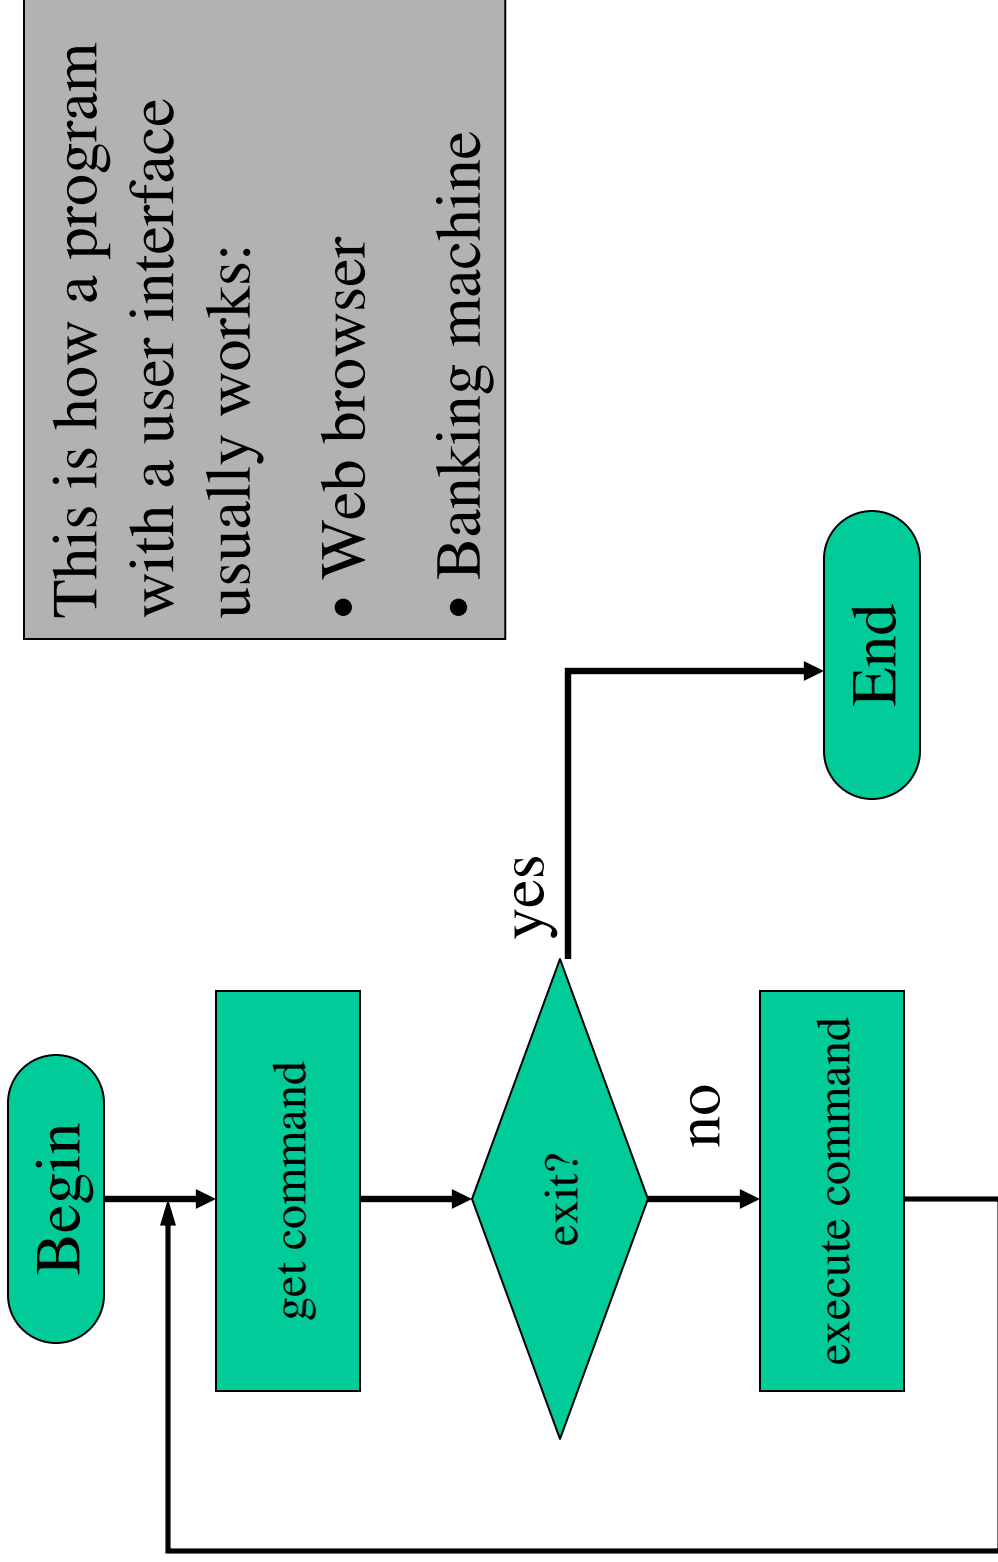 Begin
get command
exit?
yes
no
execute command
End
This is how a program
with a user interface
usually works:
• Web browser
• Banking machine